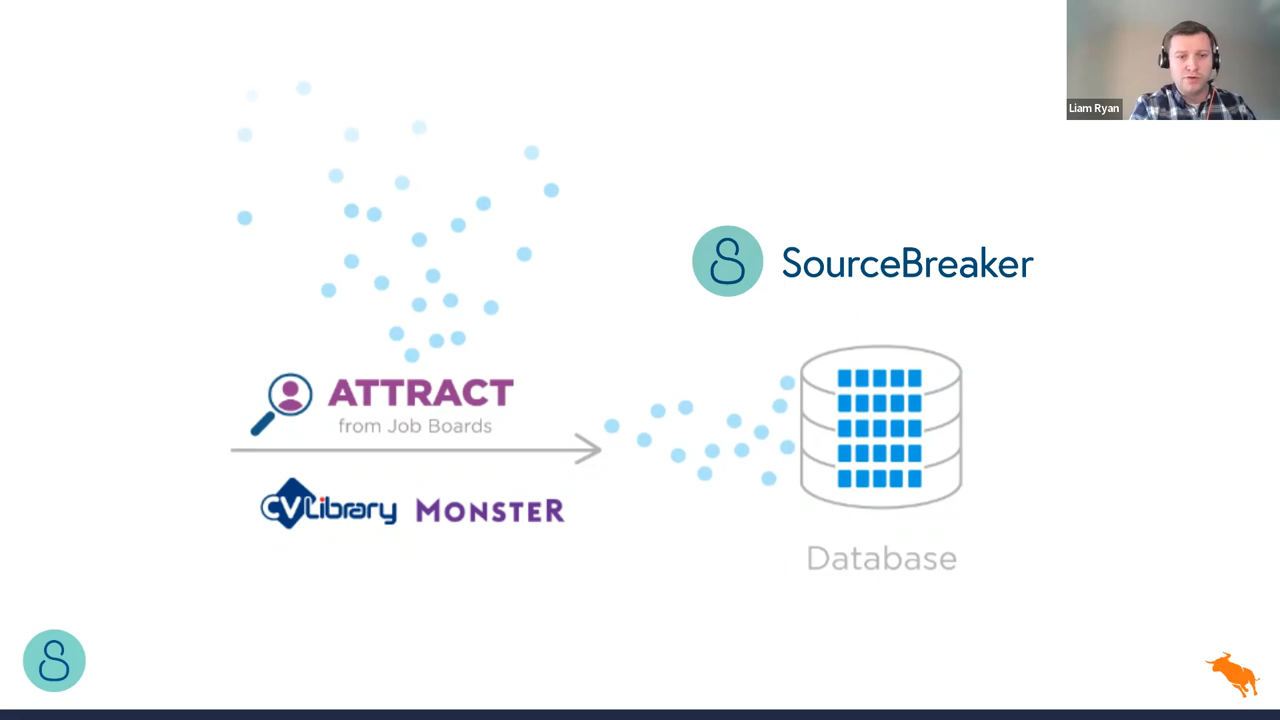 Liam Ryan
SourceBreaker
ATTRACT
from Job Boards
CVLibrary MONSTER
Database